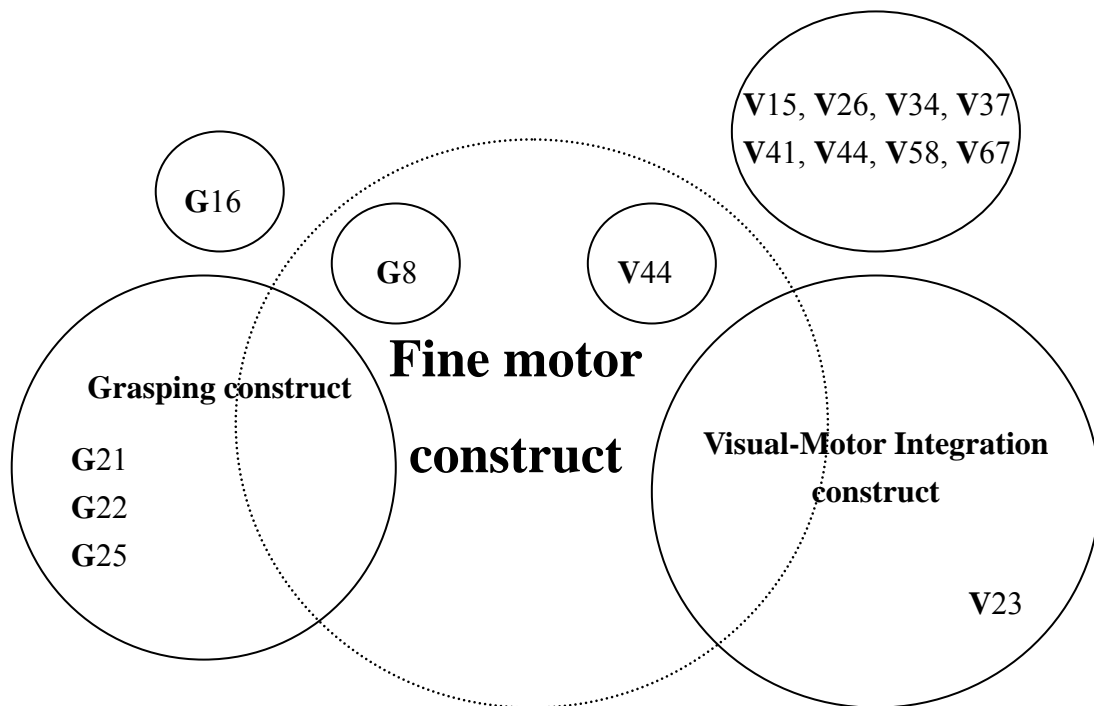 V15, V26, V34, V37
V41, V44, V58, V67
G16
G8
V44
Fine motor
construct
Grasping construct
G21
G22
G25
Visual-Motor Integration
construct
V23